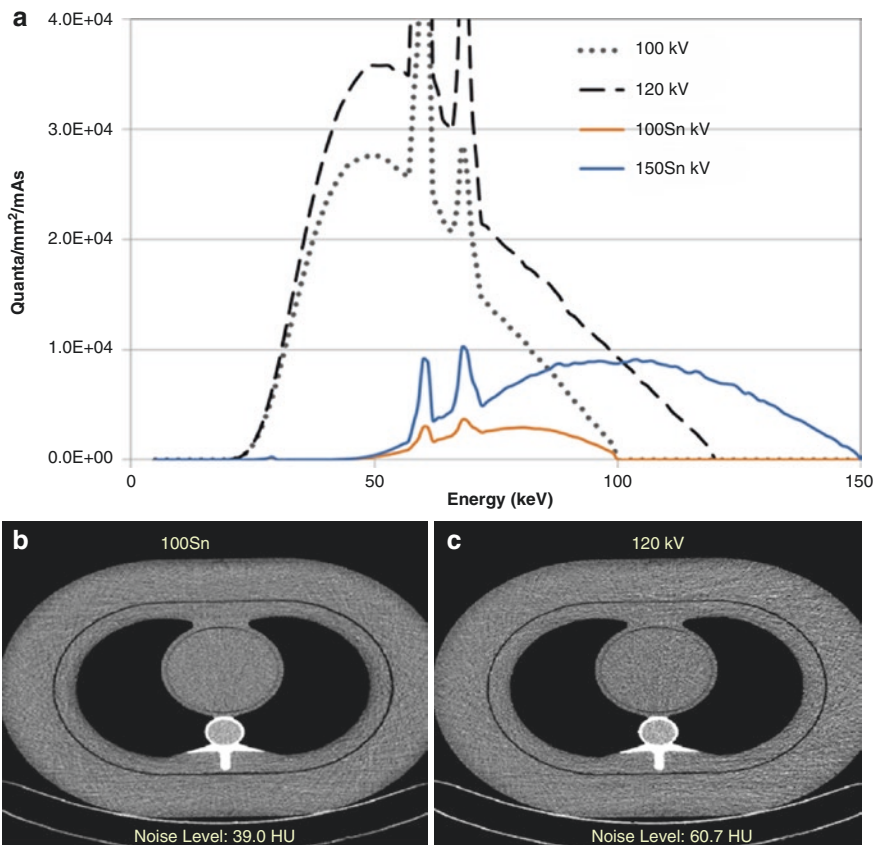 a
4.0E+04
3.0E+04
2.0E+04
1.0E+04
0.0E+00
Quanta/mm²/mAs
100 kV
120 kV
100Sn kV
150Sn kV
0
50
100
150
Energy (keV)
b
100Sn
Noise Level: 39.0 HU
c
120 kV
Noise Level: 60.7 HU